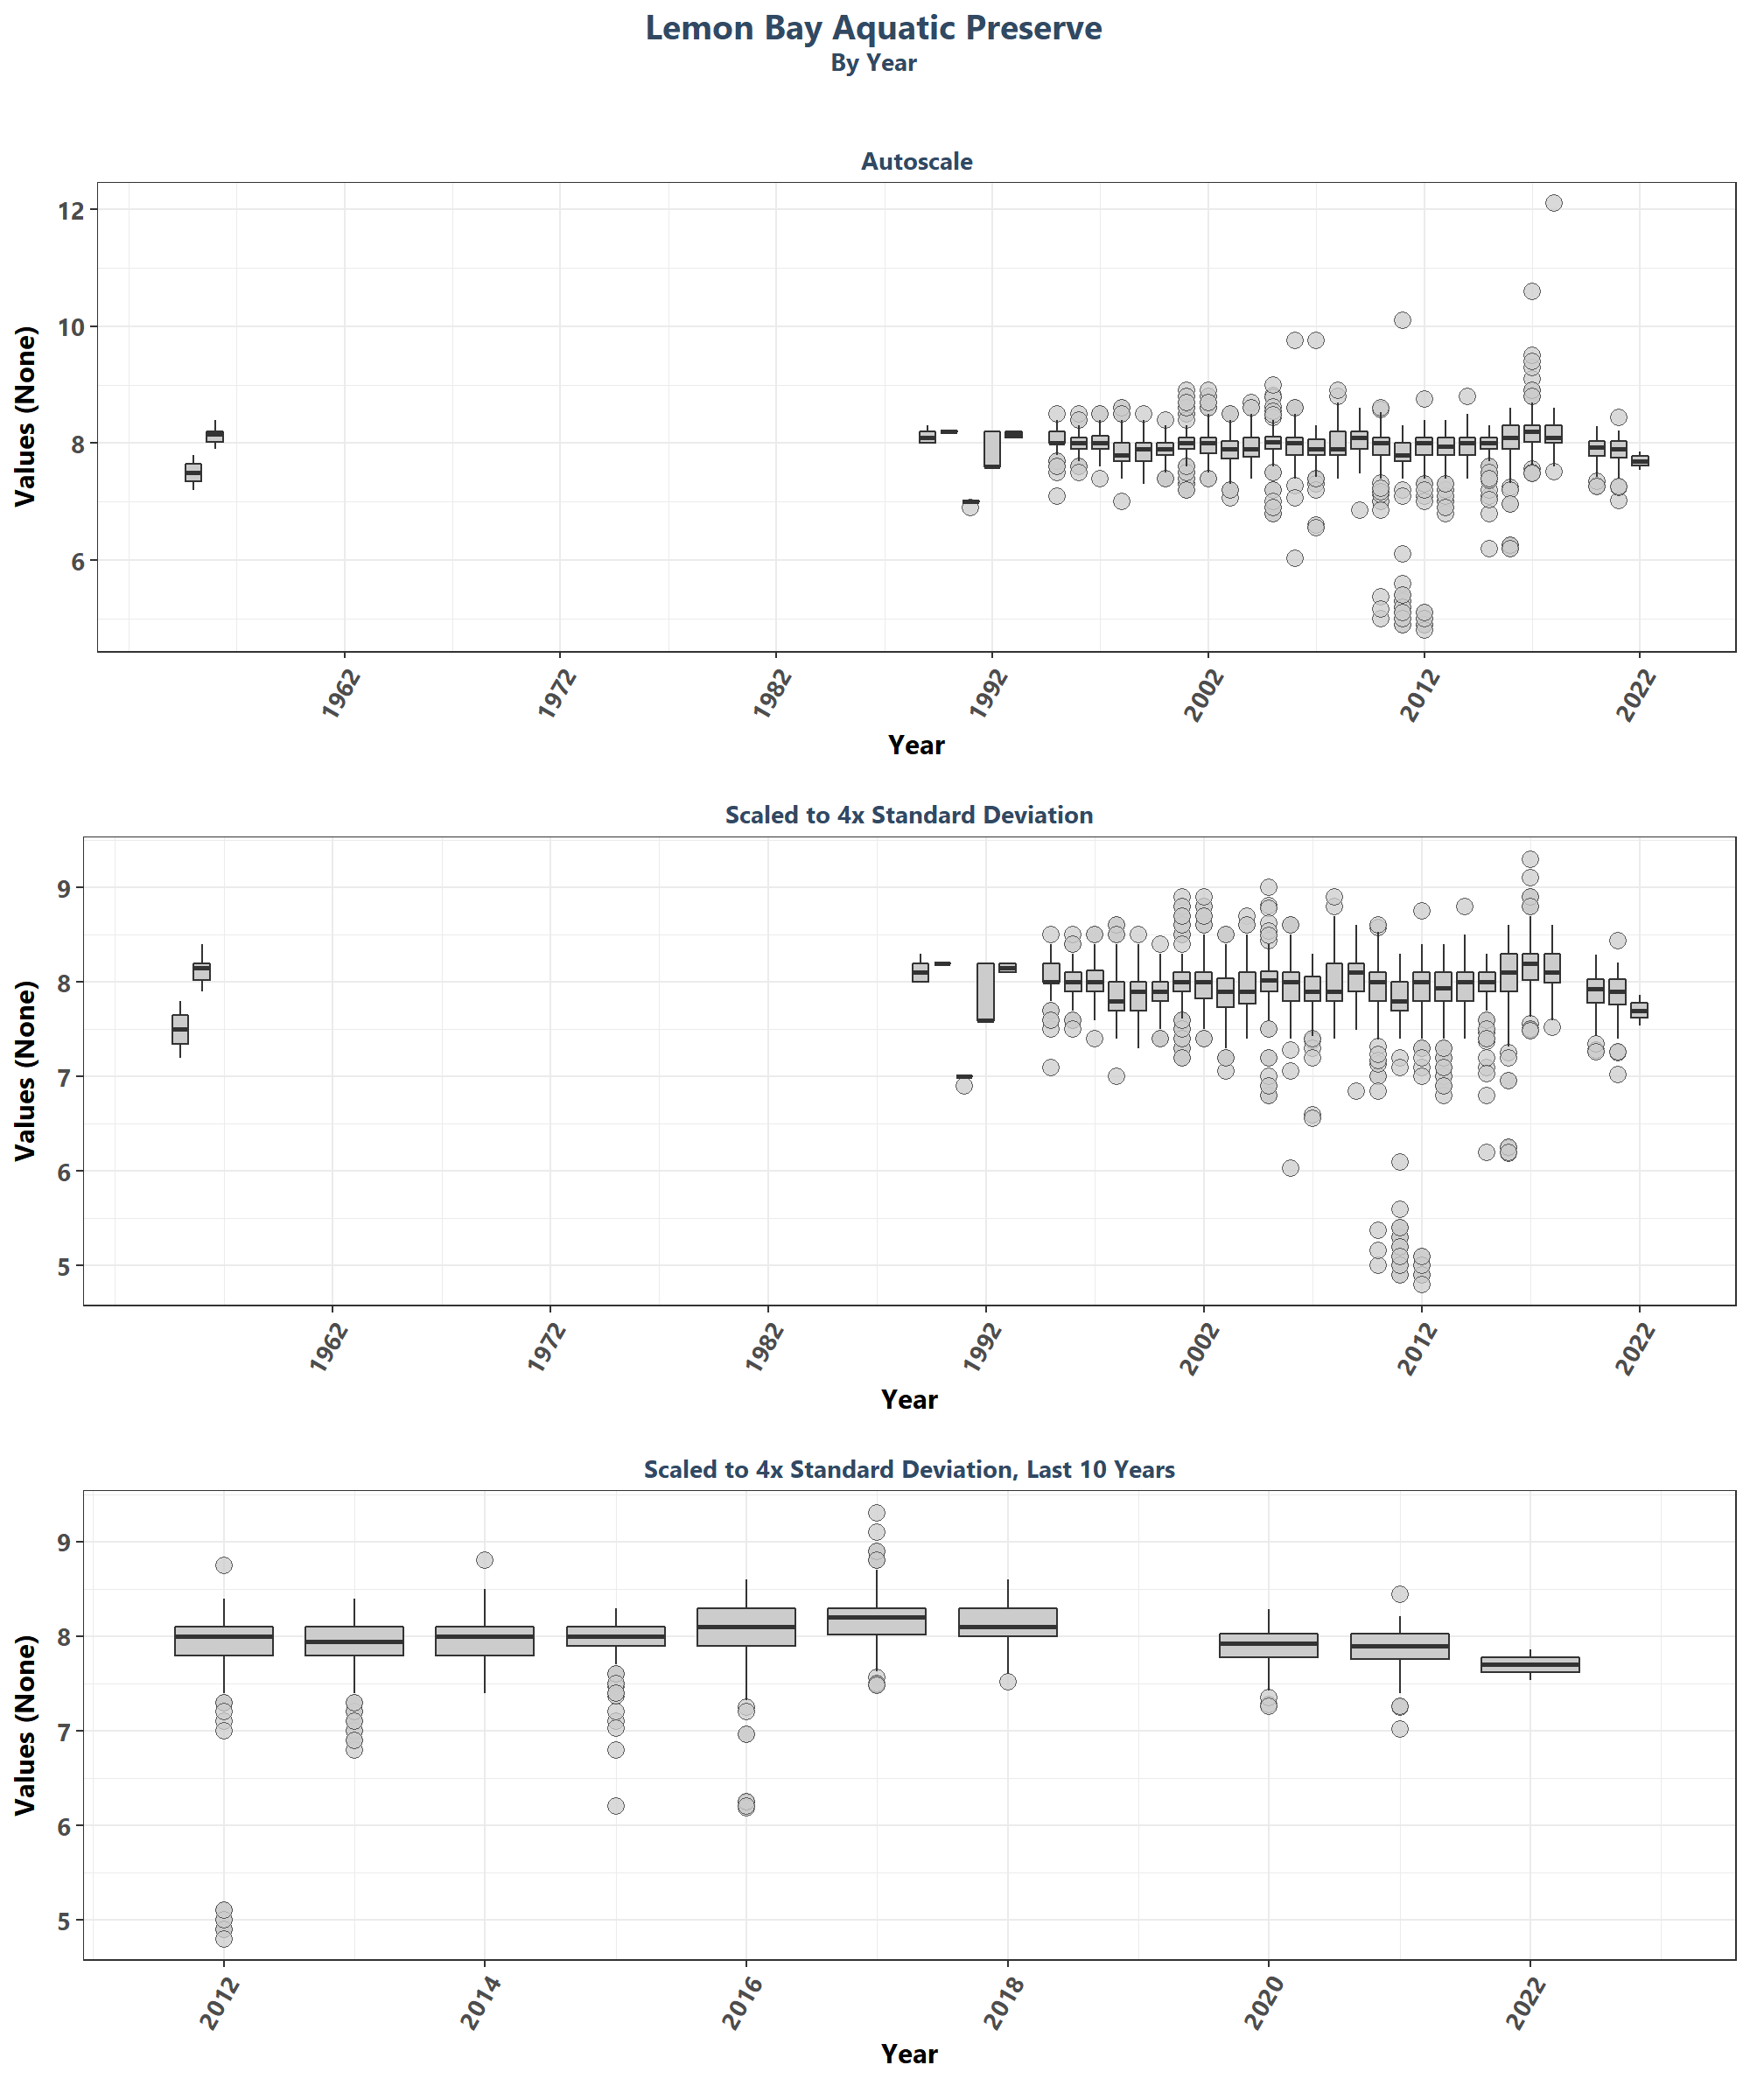 Lemon Bay Aquatic Preserve
By Year
Autoscale
Values (None)
12
10
8
6
1962 1972 1982 1992 2002 2012 2022
Year
Scaled to 4x Standard Deviation
Values (None)
9
8
7
6
5
1962 1972 1982 1992 2002 2012 2022
Year
Scaled to 4x Standard Deviation, Last 10 Years
Values (None)
9
8
7
6
5
2012 2014 2016 2018 2020 2022
Year